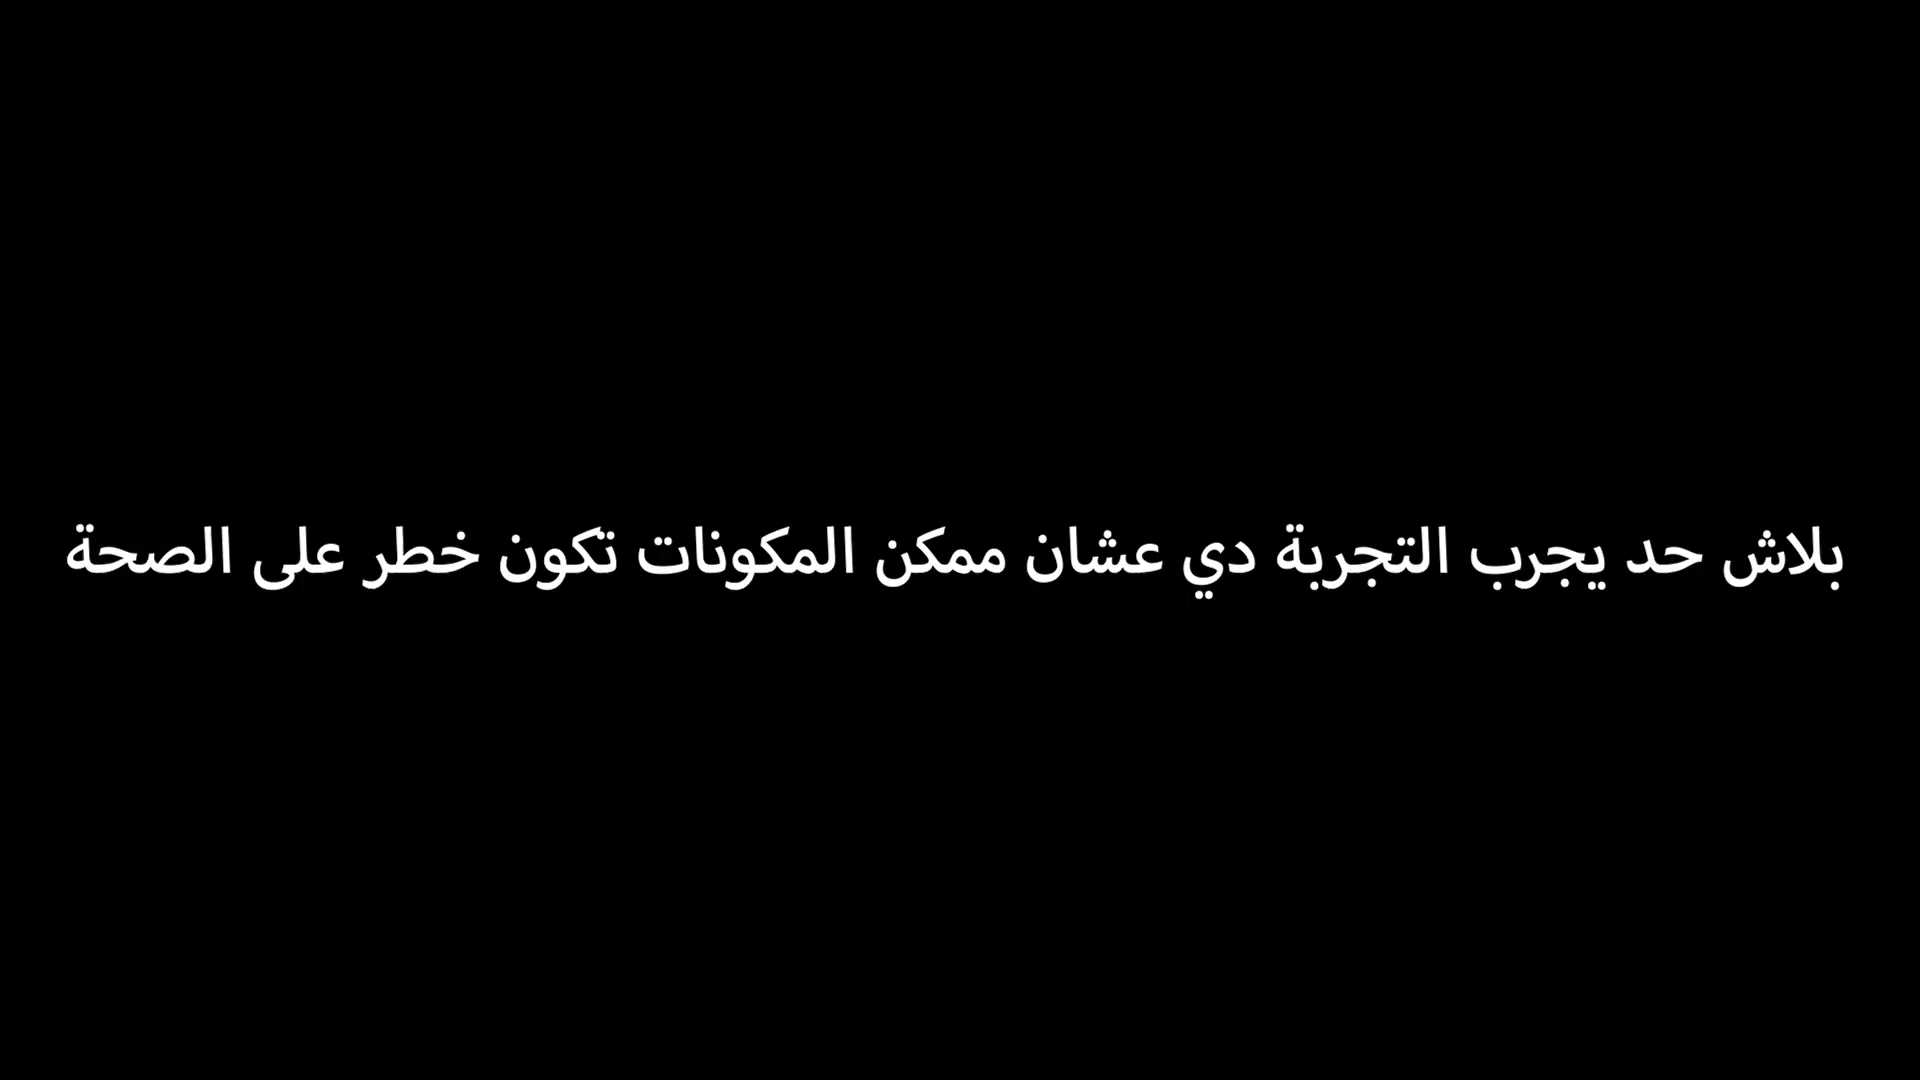 بلاش حد يجرب التجربة دي عشان ممكن المكونات تكون خطر على الصحة